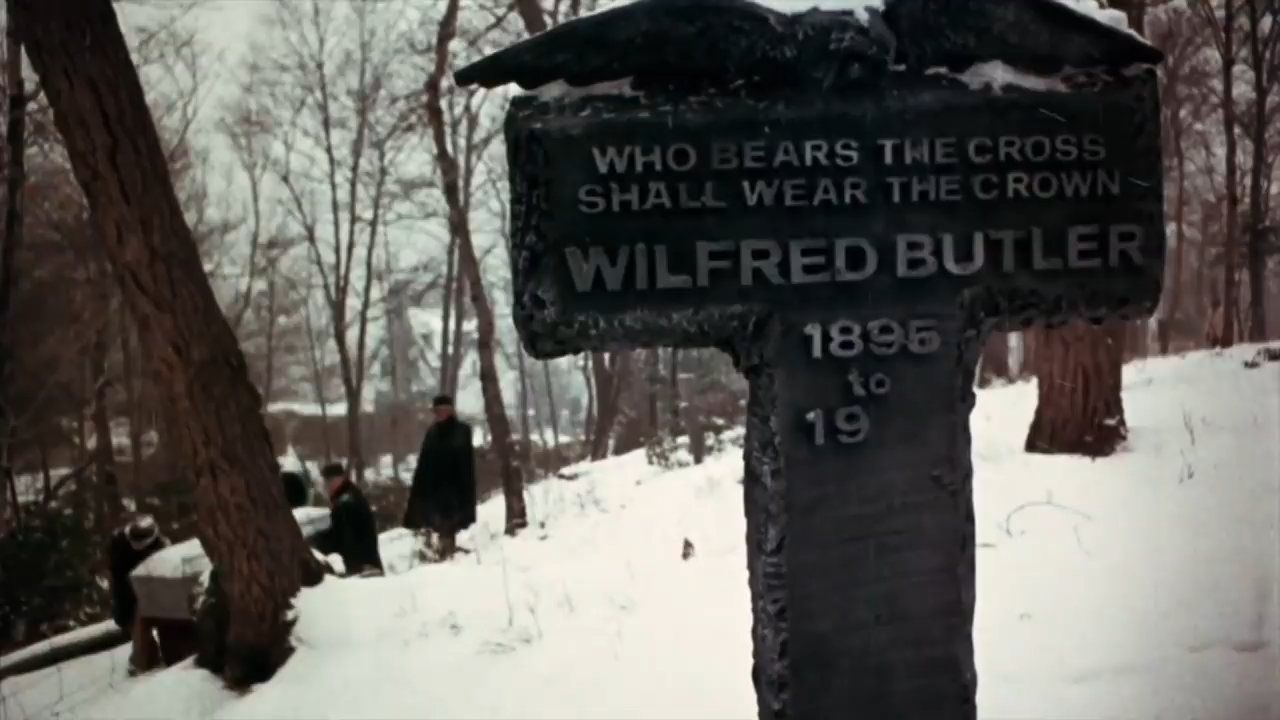 WHO BEARS THE CROSS
SHALL WEAR THE CROWN
WILFRED BUTLER
1895
to
19